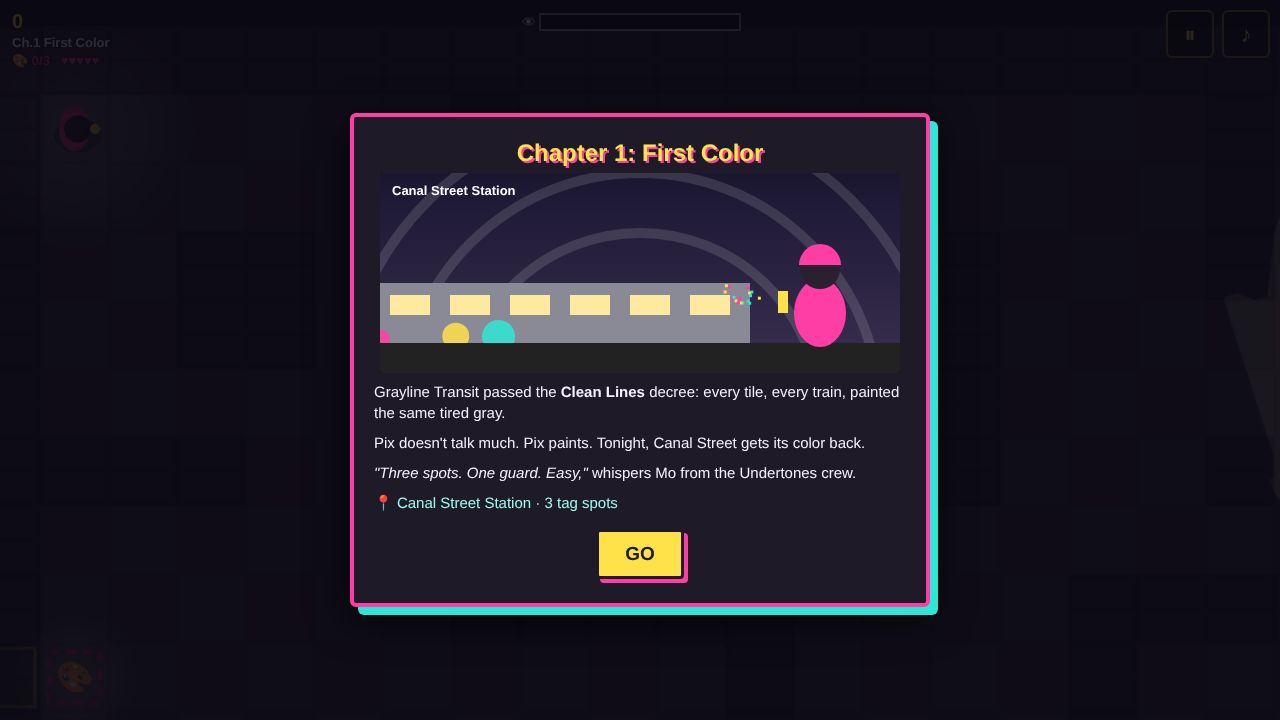 0
Ch.1 First Color
🎨 0/3 ♥♥♥♥♥
Chapter 1: First Color
Canal Street Station
Grayline Transit passed the Clean Lines decree: every tile, every train, painted
the same tired gray.
Pix doesn't talk much. Pix paints. Tonight, Canal Street gets its color back.
"Three spots. One guard. Easy," whispers Mo from the Undertones crew.
📍 Canal Street Station · 3 tag spots
GO